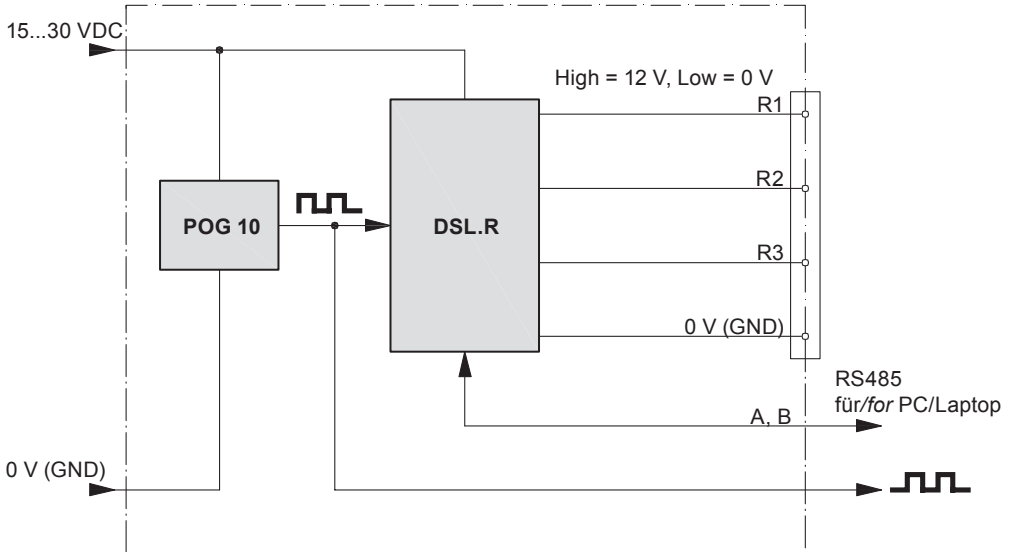 15...30 VDC
High = 12 V, Low = 0 V
R1
R2
POG 10
DSL.R
R3
0 V (GND)
RS485
für/for PC/Laptop
A, B
0 V (GND)